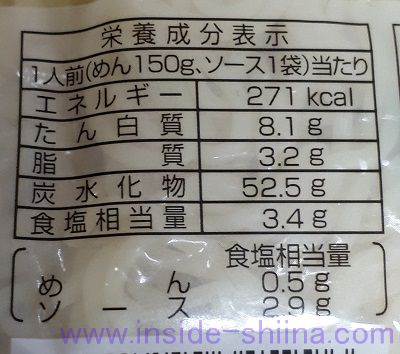 栄養成分表示
1人前(めん150g、ソース1袋)当たり
エネルギー 271 kcal
たん白質 8.1 g
脂質 3.2 g
炭水化物 52.5 g
食塩相当量 3.4 g
食塩相当量
めん 0.5 g
ソース 2.9 g
www.inside-shiina.com